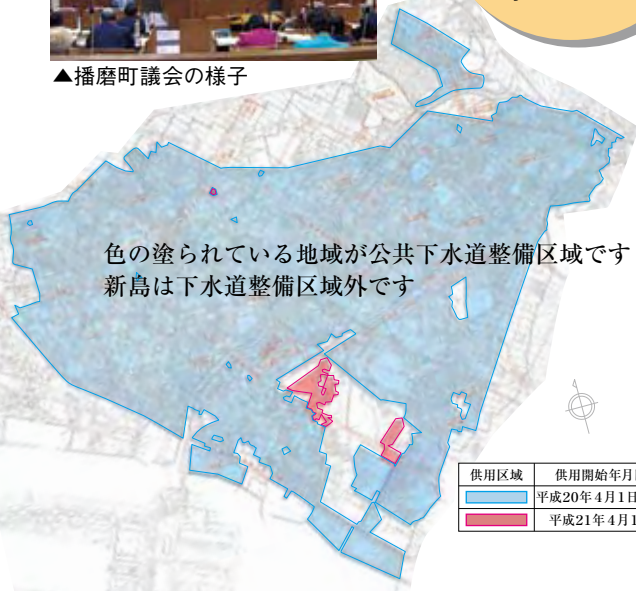 ▲播磨町議会の様子
色の塗られている地域が公共下水道整備区域です
新島は下水道整備区域外です
供用区域 供用開始年月
平成20年4月1日
平成21年4月1